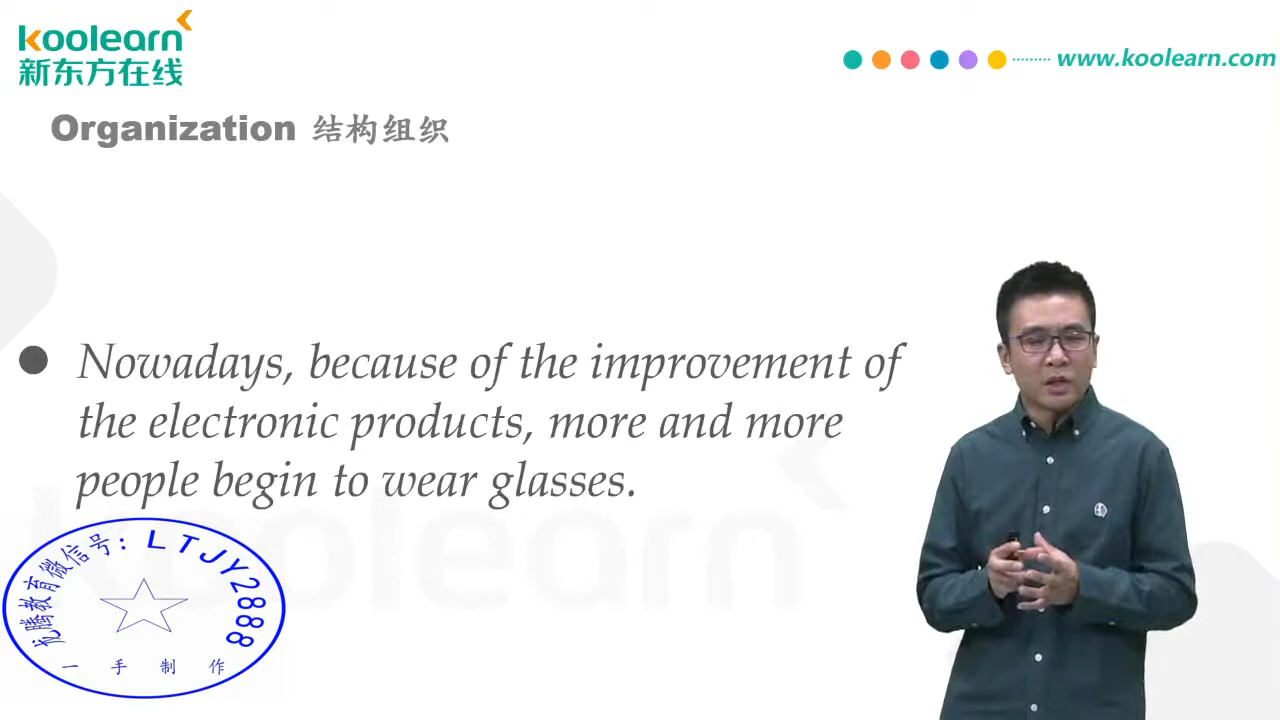 koolearn
新东方在线
www.koolearn.com
Organization 结构组织
Nowadays, because of the improvement of
the electronic products, more and more
people begin to wear glasses.
koolearn
龙腾教育微信号：LTJY2888
一手制作